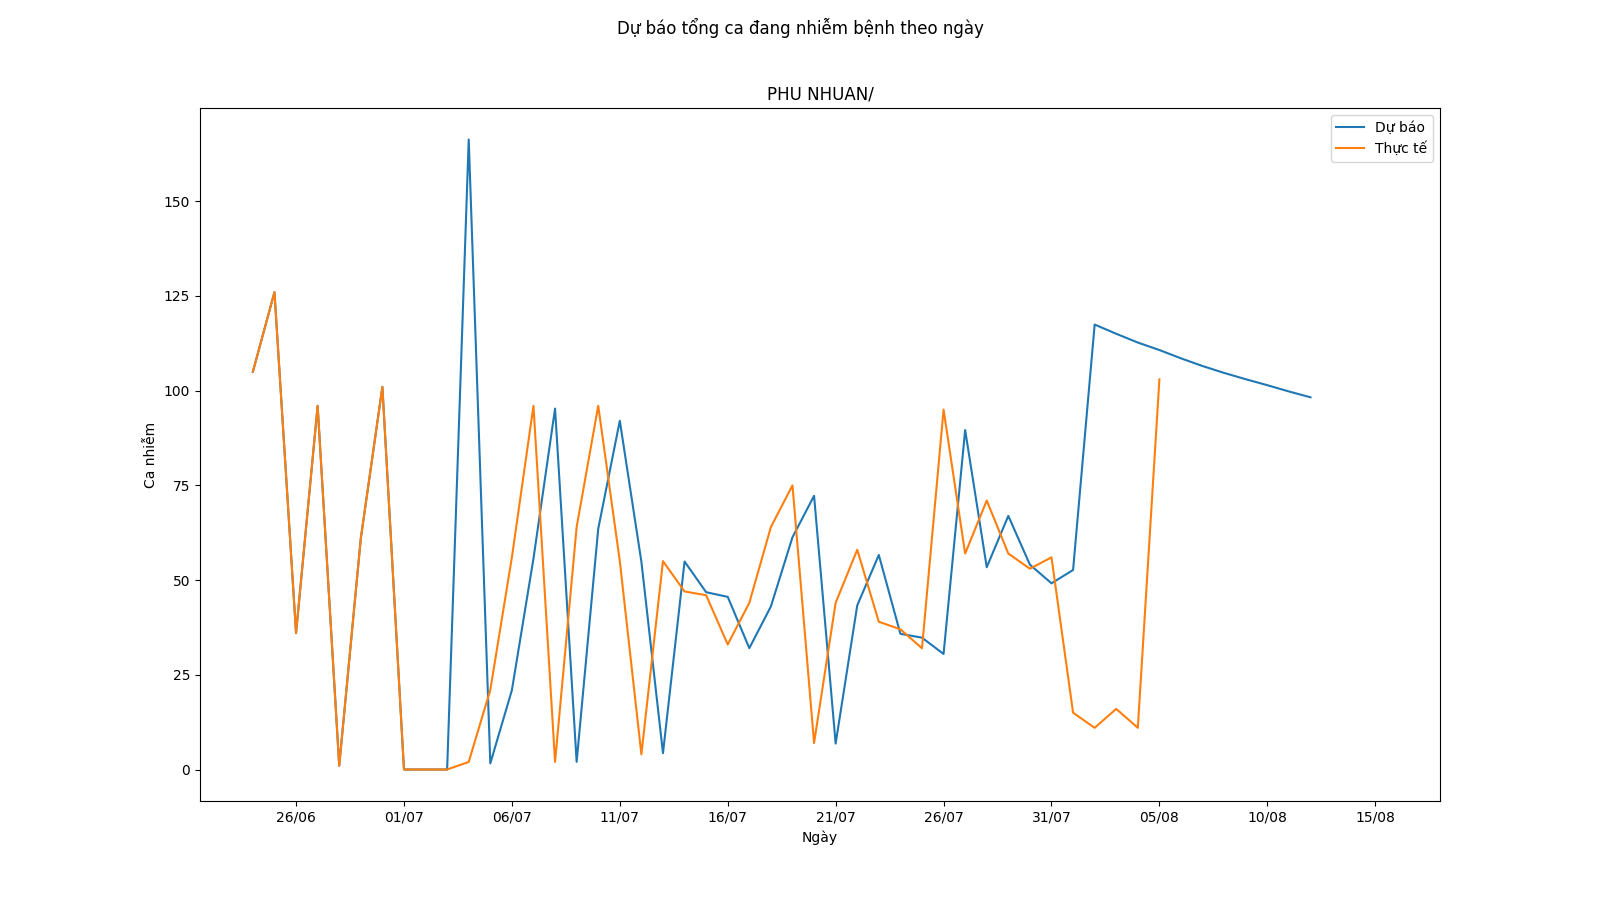 Dự báo tổng ca đang nhiễm bệnh theo ngày
PHU NHUAN/
Dự báo
Thực tế
150
125
100
75
50
25
0
Ca nhiễm
26/06 01/07 06/07 11/07 16/07 21/07 26/07 31/07 05/08 10/08 15/08
Ngày